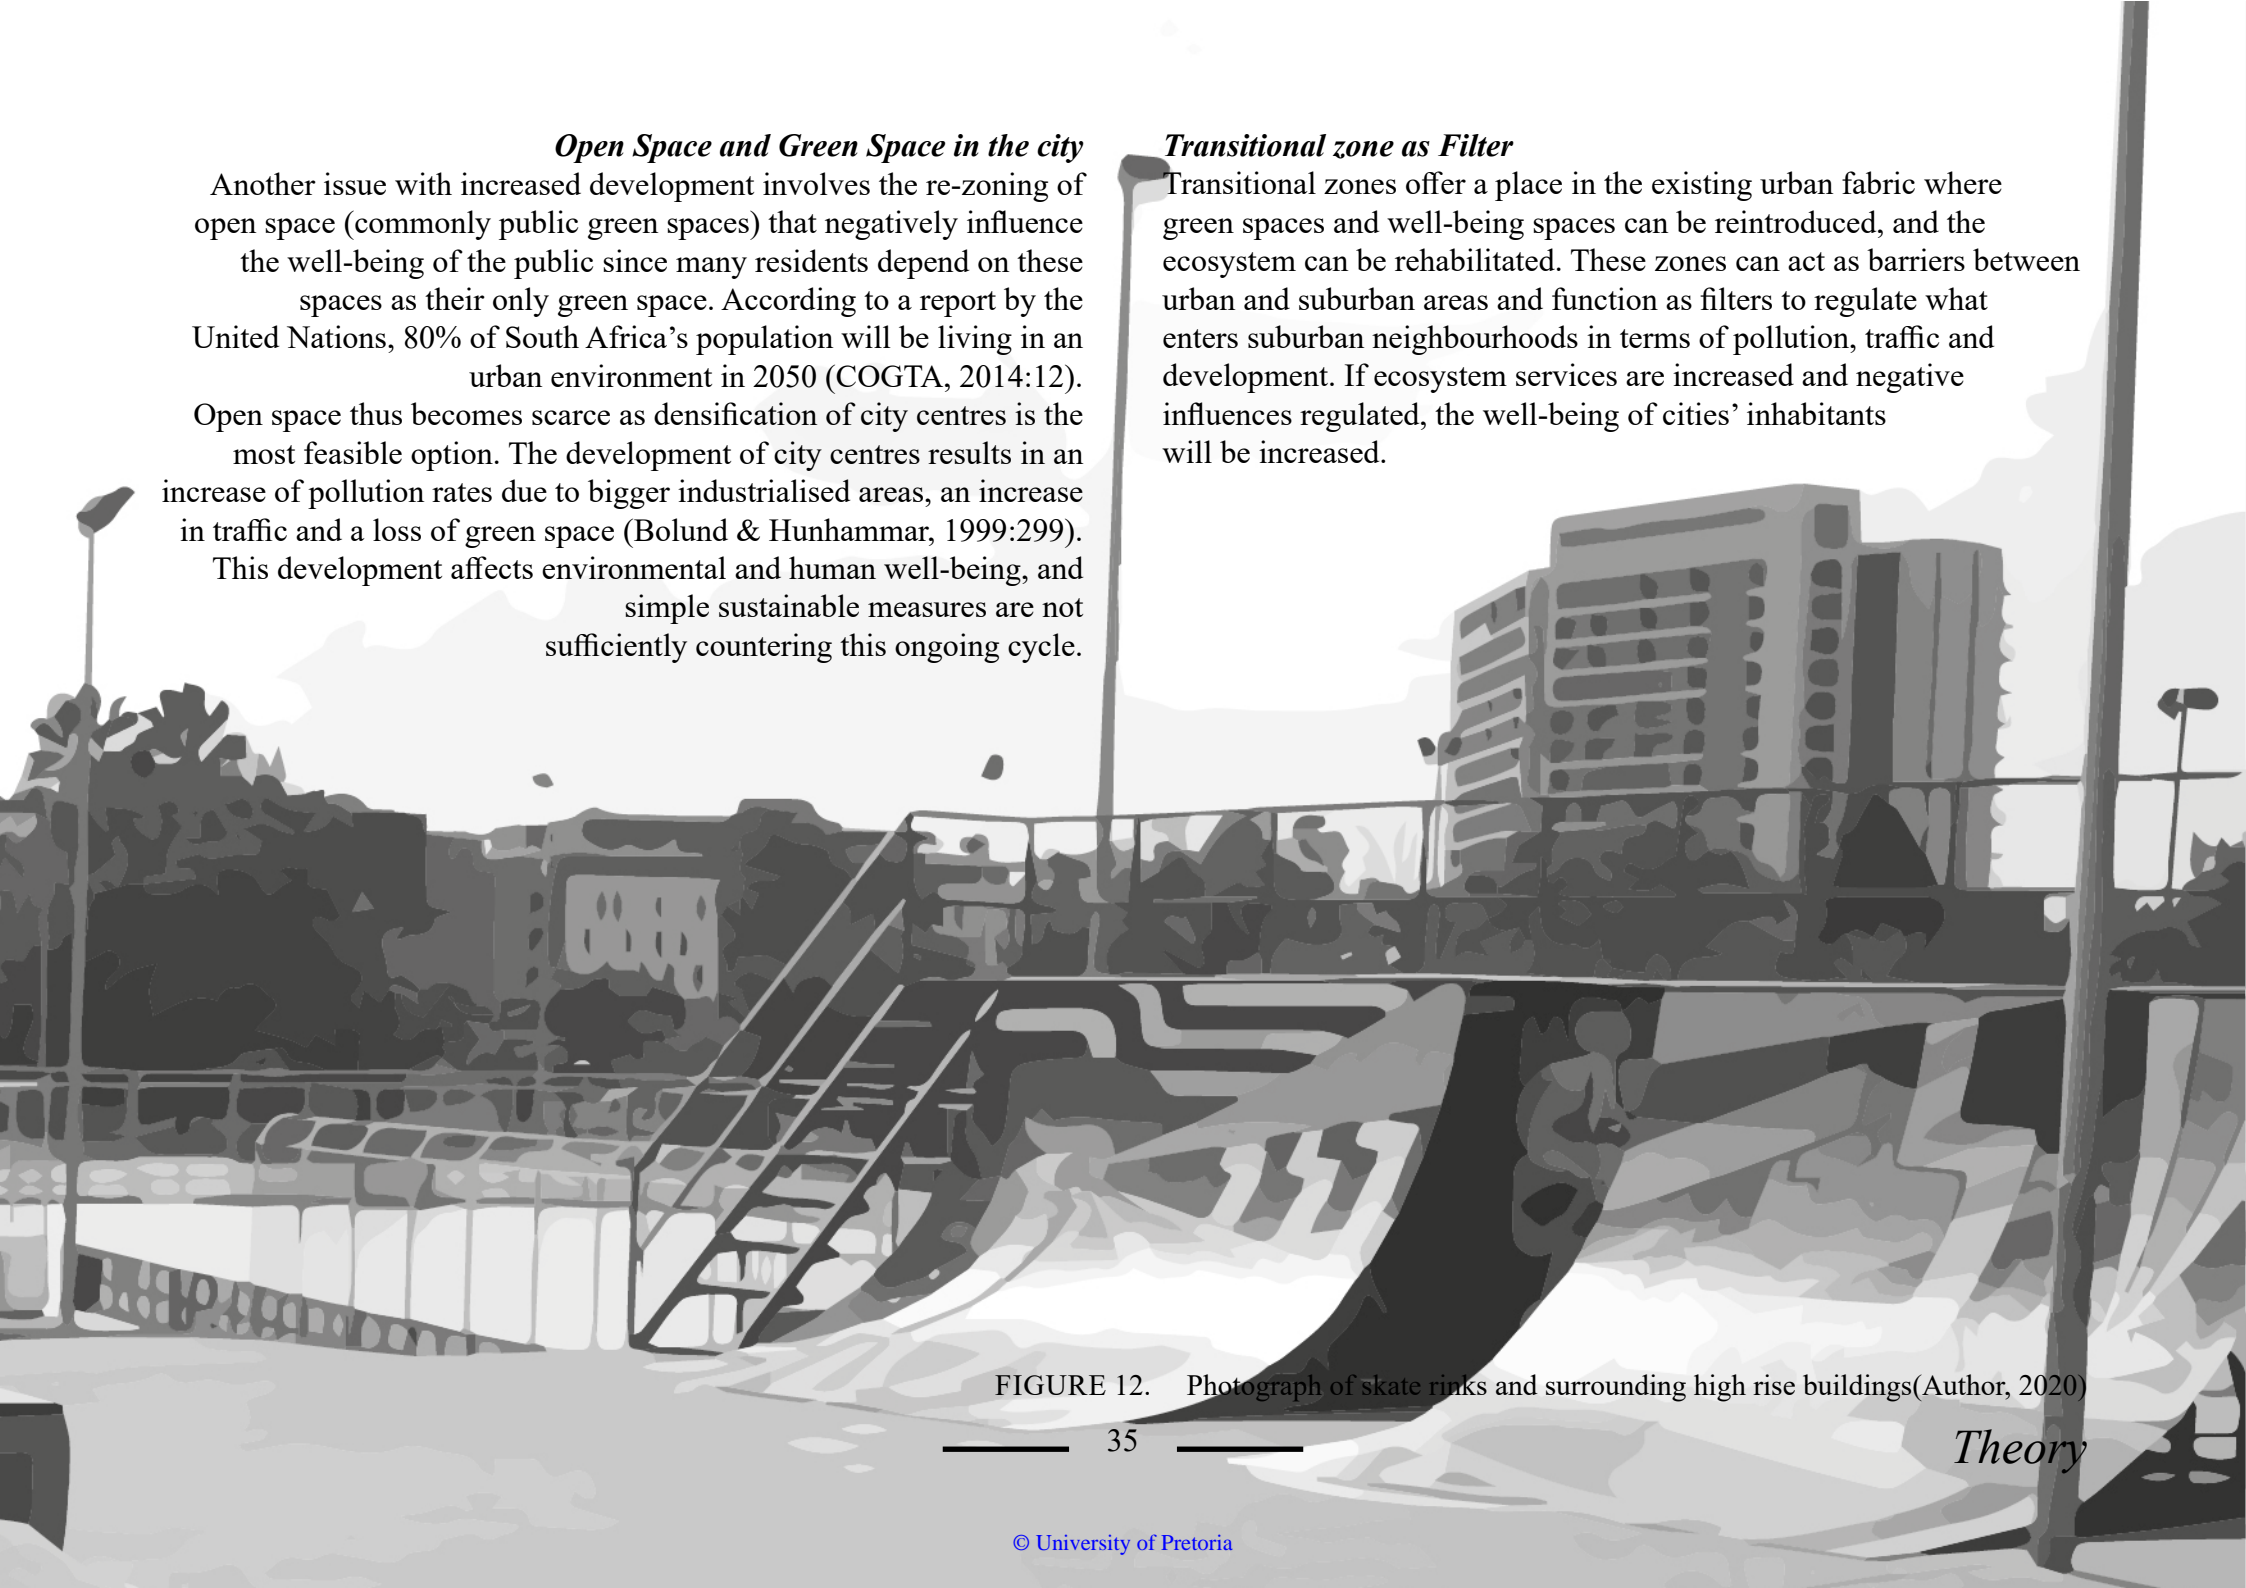 Open Space and Green Space in the city
Another issue with increased development involves the re-zoning of
open space (commonly public green spaces) that negatively influence
the well-being of the public since many residents depend on these
spaces as their only green space. According to a report by the
United Nations, 80% of South Africa’s population will be living in an
urban environment in 2050 (COGTA, 2014:12).
Open space thus becomes scarce as densification of city centres is the
most feasible option. The development of city centres results in an
increase of pollution rates due to bigger industrialised areas, an increase
in traffic and a loss of green space (Bolund & Hunhammar, 1999:299).
This development affects environmental and human well-being, and
simple sustainable measures are not
sufficiently countering this ongoing cycle.
Transitional zone as Filter
Transitional zones offer a place in the existing urban fabric where
green spaces and well-being spaces can be reintroduced, and the
ecosystem can be rehabilitated. These zones can act as barriers between
urban and suburban areas and function as filters to regulate what
enters suburban neighbourhoods in terms of pollution, traffic and
development. If ecosystem services are increased and negative
influences regulated, the well-being of cities’ inhabitants
will be increased.
FIGURE 12. Photograph of skate rinks and surrounding high rise buildings(Author, 2020)
35
Theory
© University of Pretoria